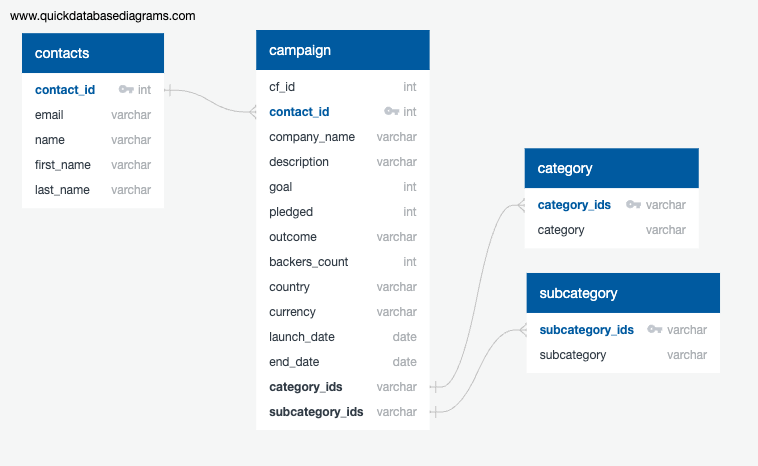 www.quickdatabasediagrams.com
contacts
contact_id int
email varchar
name varchar
first_name varchar
last_name varchar
campaign
cf_id int
contact_id int
company_name varchar
description varchar
goal int
pledged int
outcome varchar
backers_count int
country varchar
currency varchar
launch_date date
end_date date
category_ids varchar
subcategory_ids varchar
category
category_ids varchar
category varchar
subcategory
subcategory_ids varchar
subcategory varchar